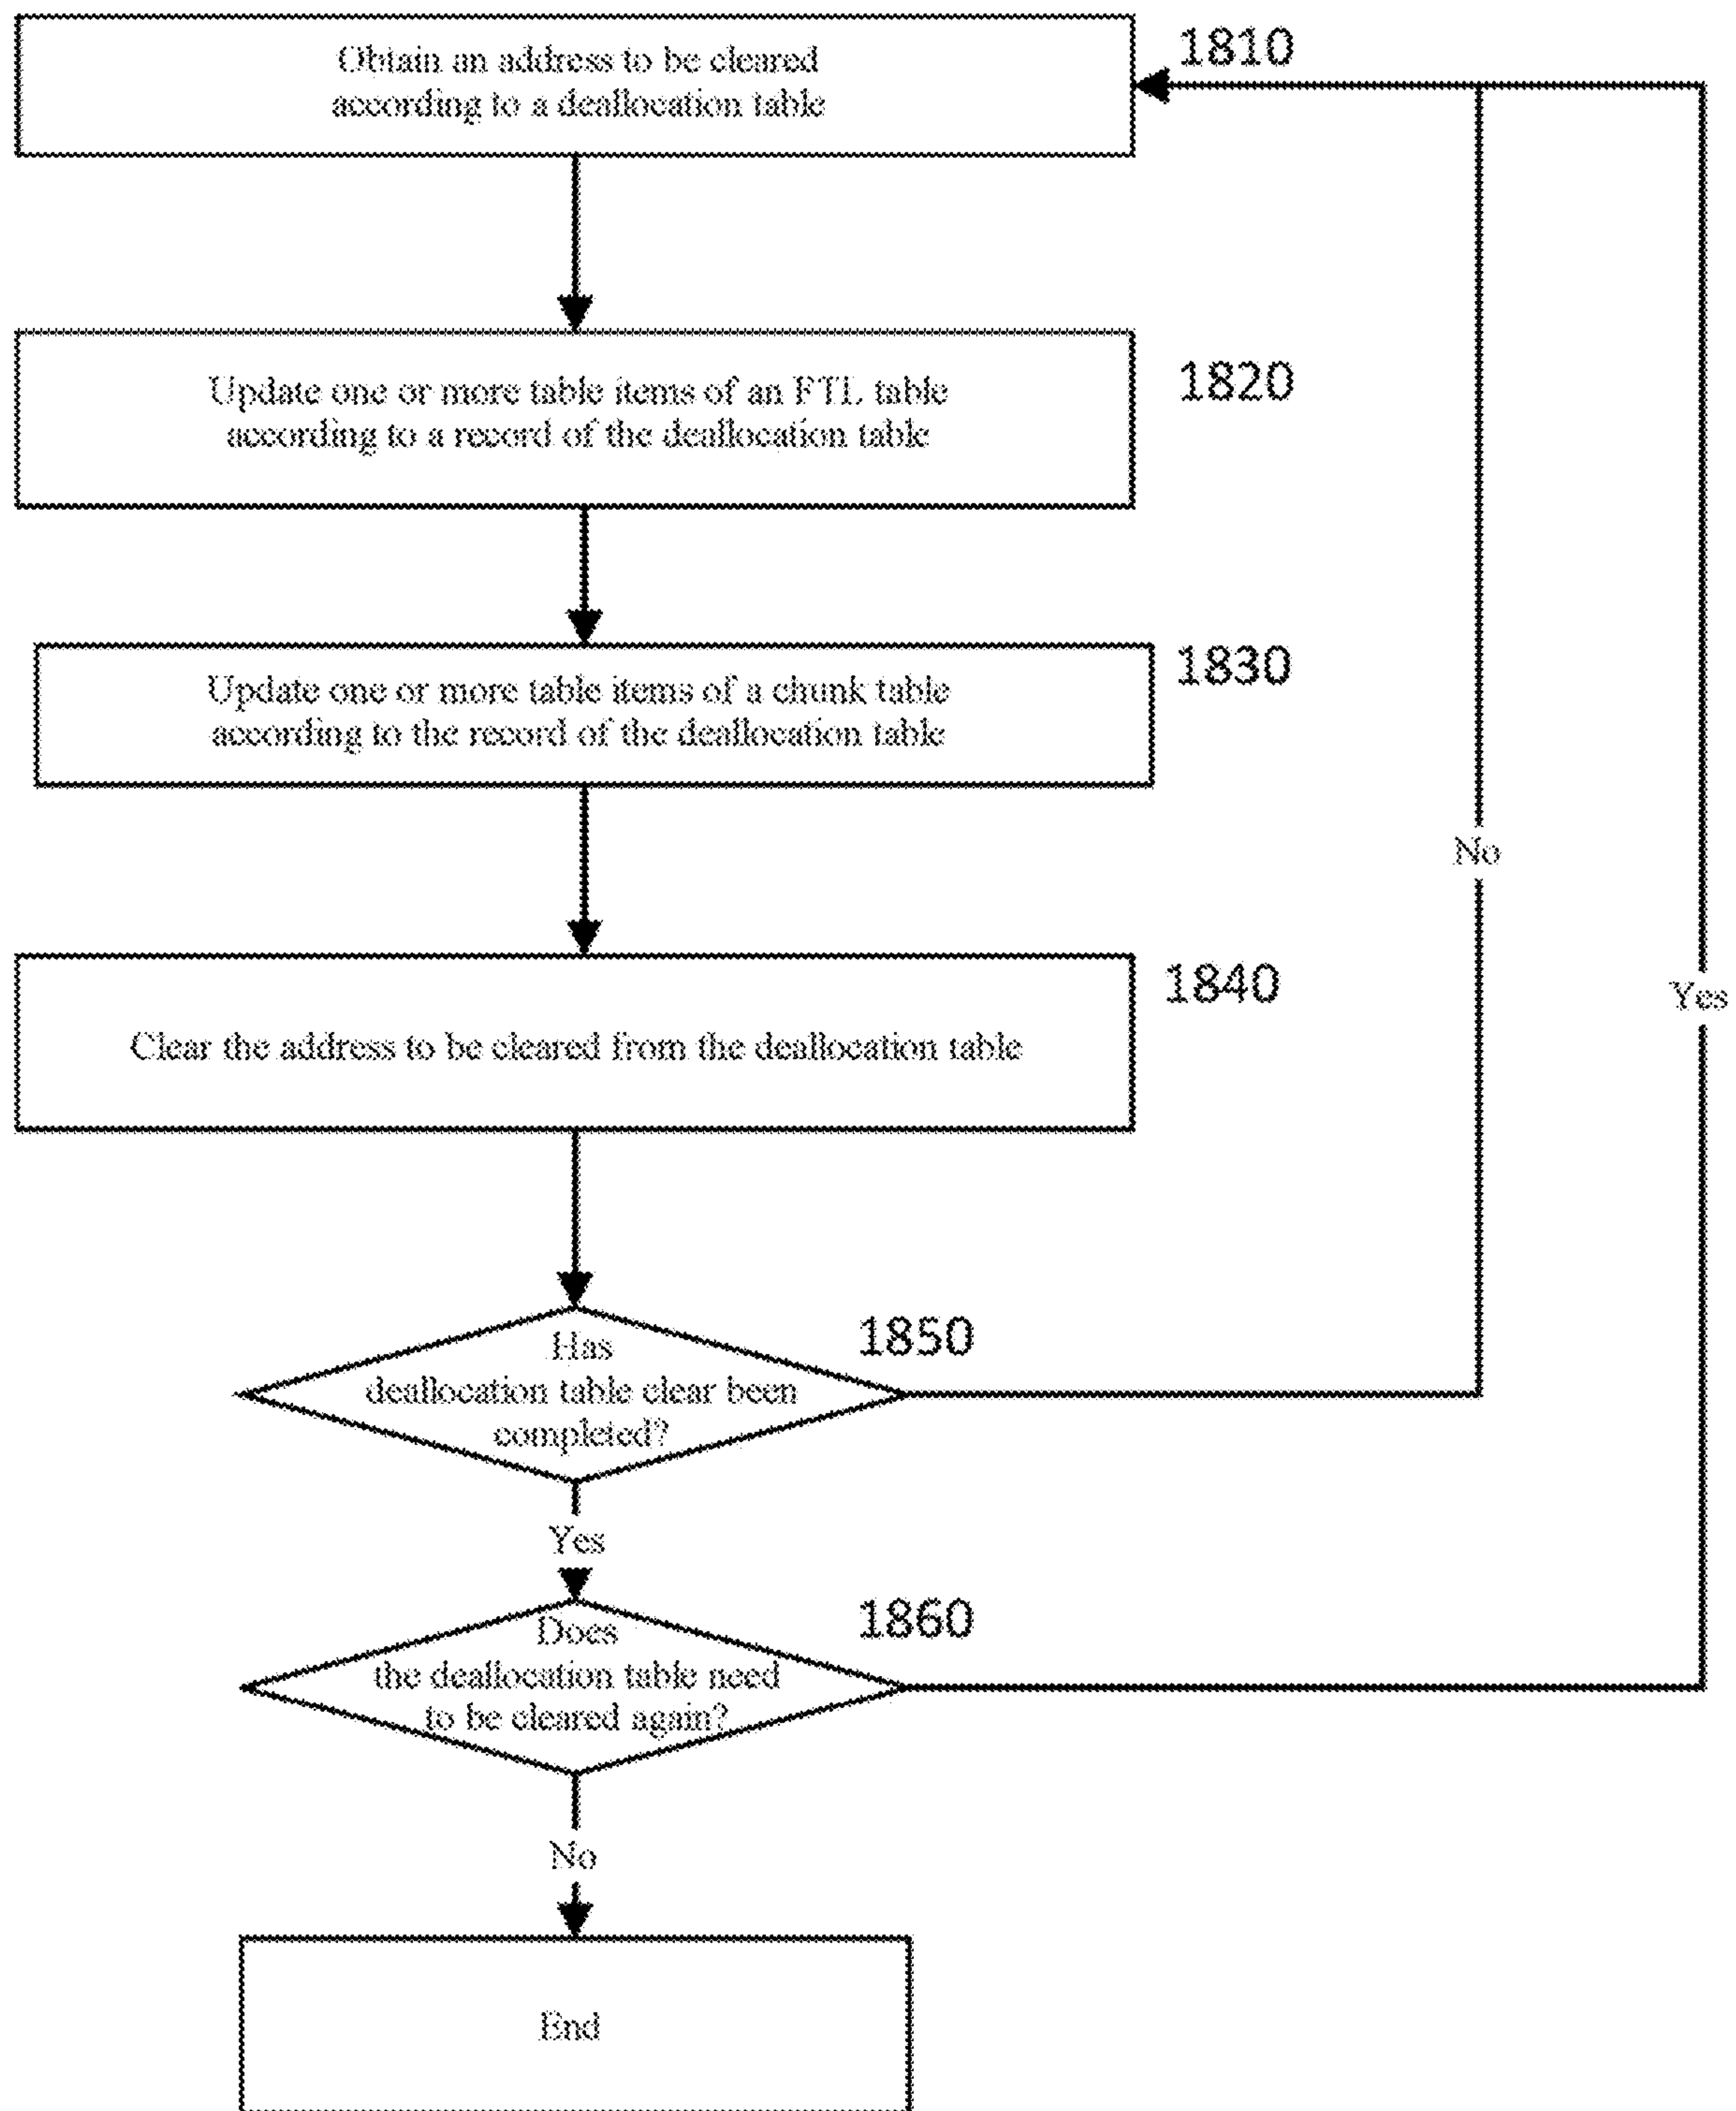 1810
Obtain an address to be cleared
according to a deallocation table
1820
Update one or more table items of an FTL table
according to a record of the deallocation table
1830
Update one or more table items of a chunk table
according to the record of the deallocation table
No
1840
Yes
Clear the address to be cleared from the deallocation table
1850
Has
deallocation table clear been
completed?
Yes
1860
Does
the deallocation table need
to be cleared again?
No
End